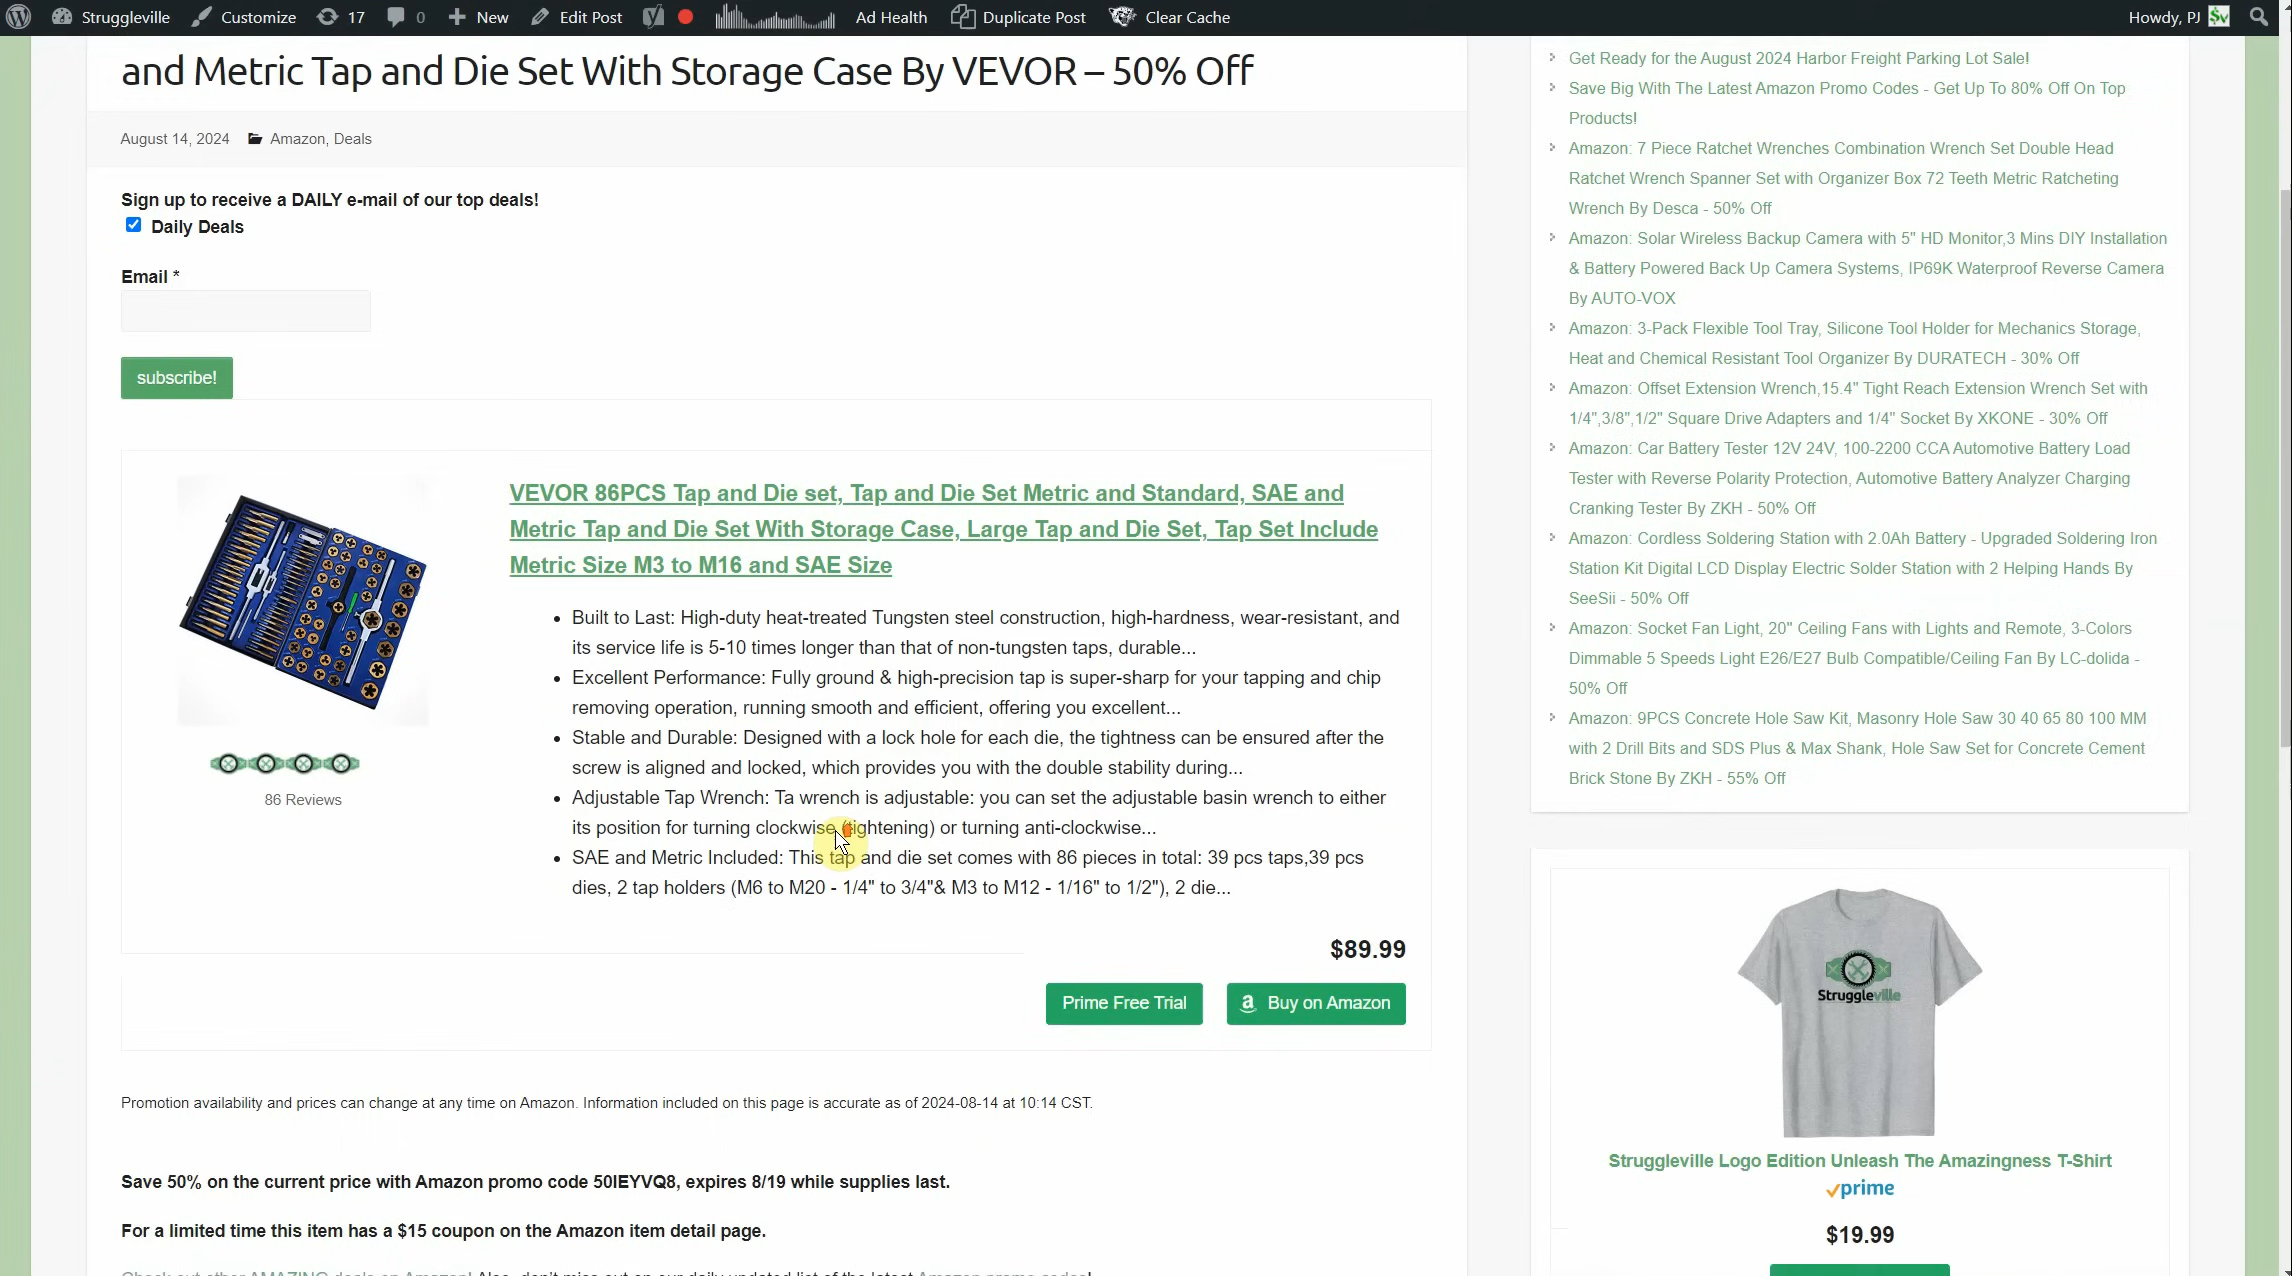 Struggleville Customize 17 0 New Edit Post Ad Health Duplicate Post Clear Cache Howdy, PJ
and Metric Tap and Die Set With Storage Case By VEVOR – 50% Off
August 14, 2024 Amazon, Deals
Sign up to receive a DAILY e-mail of our top deals!
Daily Deals
Email *
subscribe!
VEVOR 86PCS Tap and Die set, Tap and Die Set Metric and Standard, SAE and
Metric Tap and Die Set With Storage Case, Large Tap and Die Set, Tap Set Include
Metric Size M3 to M16 and SAE Size
86 Reviews
Built to Last: High-duty heat-treated Tungsten steel construction, high-hardness, wear-resistant, and
its service life is 5-10 times longer than that of non-tungsten taps, durable...
Excellent Performance: Fully ground & high-precision tap is super-sharp for your tapping and chip
removing operation, running smooth and efficient, offering you excellent...
Stable and Durable: Designed with a lock hole for each die, the tightness can be ensured after the
screw is aligned and locked, which provides you with the double stability during...
Adjustable Tap Wrench: Ta wrench is adjustable: you can set the adjustable basin wrench to either
its position for turning clockwise (tightening) or turning anti-clockwise...
SAE and Metric Included: This tap and die set comes with 86 pieces in total: 39 pcs taps,39 pcs
dies, 2 tap holders (M6 to M20 - 1/4" to 3/4"& M3 to M12 - 1/16" to 1/2"), 2 die...
$89.99
Prime Free Trial
Buy on Amazon
Promotion availability and prices can change at any time on Amazon. Information included on this page is accurate as of 2024-08-14 at 10:14 CST.
Save 50% on the current price with Amazon promo code 50IEYVQ8, expires 8/19 while supplies last.
For a limited time this item has a $15 coupon on the Amazon item detail page.
Check out other AMAZING deals on Amazon! Also, don't miss out on our daily updated list of the latest Amazon promo codes!
Get Ready for the August 2024 Harbor Freight Parking Lot Sale!
Save Big With The Latest Amazon Promo Codes - Get Up To 80% Off On Top
Products!
Amazon: 7 Piece Ratchet Wrenches Combination Wrench Set Double Head
Ratchet Wrench Spanner Set with Organizer Box 72 Teeth Metric Ratcheting
Wrench By Desca - 50% Off
Amazon: Solar Wireless Backup Camera with 5" HD Monitor,3 Mins DIY Installation
& Battery Powered Back Up Camera Systems, IP69K Waterproof Reverse Camera
By AUTO-VOX
Amazon: 3-Pack Flexible Tool Tray, Silicone Tool Holder for Mechanics Storage,
Heat and Chemical Resistant Tool Organizer By DURATECH - 30% Off
Amazon: Offset Extension Wrench,15.4" Tight Reach Extension Wrench Set with
1/4",3/8",1/2" Square Drive Adapters and 1/4" Socket By XKONE - 30% Off
Amazon: Car Battery Tester 12V 24V, 100-2200 CCA Automotive Battery Load
Tester with Reverse Polarity Protection, Automotive Battery Analyzer Charging
Cranking Tester By ZKH - 50% Off
Amazon: Cordless Soldering Station with 2.0Ah Battery - Upgraded Soldering Iron
Station Kit Digital LCD Display Electric Solder Station with 2 Helping Hands By
SeeSii - 50% Off
Amazon: Socket Fan Light, 20" Ceiling Fans with Lights and Remote, 3-Colors
Dimmable 5 Speeds Light E26/E27 Bulb Compatible/Ceiling Fan By LC-dolida -
50% Off
Amazon: 9PCS Concrete Hole Saw Kit, Masonry Hole Saw 30 40 65 80 100 MM
with 2 Drill Bits and SDS Plus & Max Shank, Hole Saw Set for Concrete Cement
Brick Stone By ZKH - 55% Off
Struggleville
Struggleville Logo Edition Unleash The Amazingness T-Shirt
prime
$19.99